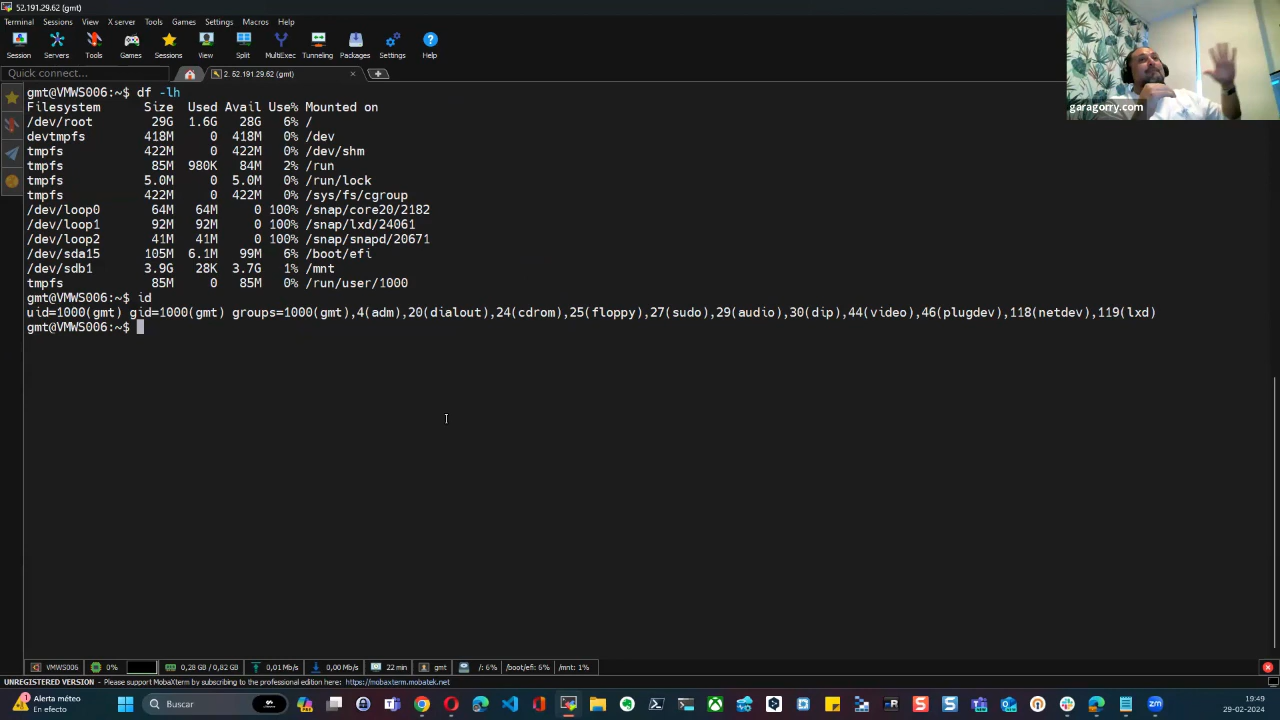 52.191.29.62 (gmt)
Terminal Sessions View X server Tools Games Settings Macros Help
Session Servers Tools Games Sessions View Split MultiExec Tunneling Packages Settings Help
Quick connect...
2. 52.191.29.62 (gmt)
garagorry.com
gmt@VMWS006:~$ df -lh
Filesystem Size Used Avail Use% Mounted on
/dev/root 29G 1.6G 28G 6% /
devtmpfs 418M 0 418M 0% /dev
tmpfs 422M 0 422M 0% /dev/shm
tmpfs 85M 980K 84M 2% /run
tmpfs 5.0M 0 5.0M 0% /run/lock
tmpfs 422M 0 422M 0% /sys/fs/cgroup
/dev/loop0 64M 64M 0 100% /snap/core20/2182
/dev/loop1 92M 92M 0 100% /snap/lxd/24061
/dev/loop2 41M 41M 0 100% /snap/snapd/20671
/dev/sda15 105M 6.1M 99M 6% /boot/efi
/dev/sdb1 3.9G 28K 3.7G 1% /mnt
tmpfs 85M 0 85M 0% /run/user/1000
gmt@VMWS006:~$ id
uid=1000(gmt) gid=1000(gmt) groups=1000(gmt),4(adm),20(dialout),24(cdrom),25(floppy),27(sudo),29(audio),30(dip),44(video),46(plugdev),118(netdev),119(lxd)
gmt@VMWS006:~$
VMWS006 0% 0,28 GB / 0,82 GB 0,01 Mb/s 0,00 Mb/s 22 min gmt /: 6% /boot/efi: 6% /mnt: 1%
UNREGISTERED VERSION - Please support MobaXterm by subscribing to the professional edition here: https://mobaxterm.mobatek.net
Alerta méteo
En efecto
Buscar
19:49
29-02-2024